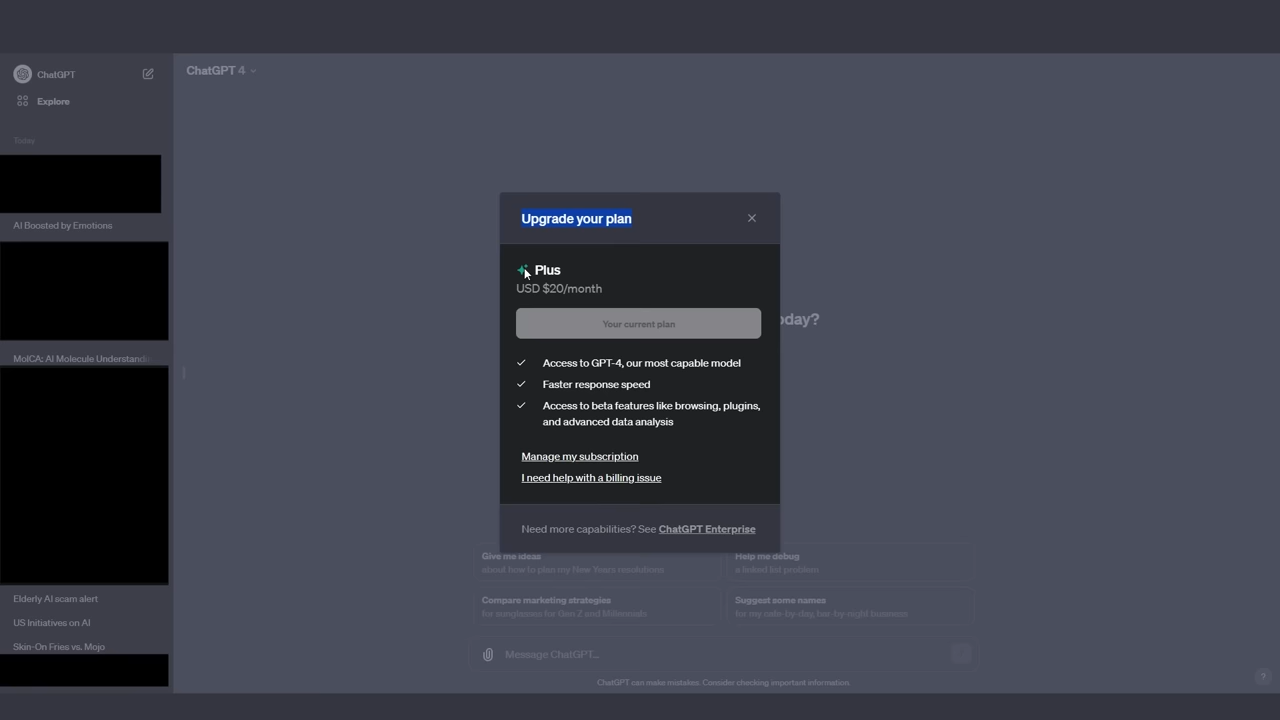 ChatGPT
Explore
Today
AI Boosted by Emotions
MolCA: AI Molecule Understandi
Elderly AI scam alert
US Initiatives on AI
Skin-On Fries vs. Mojo
ChatGPT 4
oday?
Upgrade your plan
Plus
USD $20/month
Your current plan
Access to GPT-4, our most capable model
Faster response speed
Access to beta features like browsing, plugins,
and advanced data analysis
Manage my subscription
I need help with a billing issue
Need more capabilities? See ChatGPT Enterprise
Give me ideas
about how to plan my New Years resolutions
Help me debug
a linked list problem
Compare marketing strategies
for sunglasses for Gen Z and Millennials
Suggest some names
for my cafe-by-day, bar-by-night business
Message ChatGPT...
ChatGPT can make mistakes. Consider checking important information.
?